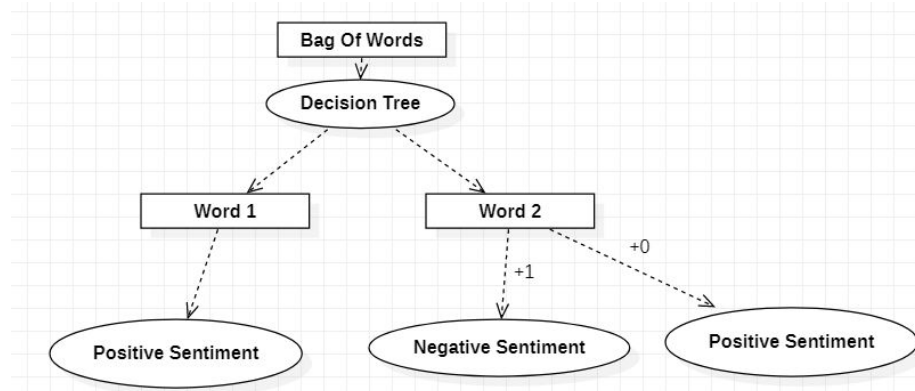 Bag Of Words
Decision Tree
Word 1
Word 2
+0
+1
Positive Sentiment
Negative Sentiment
Positive Sentiment